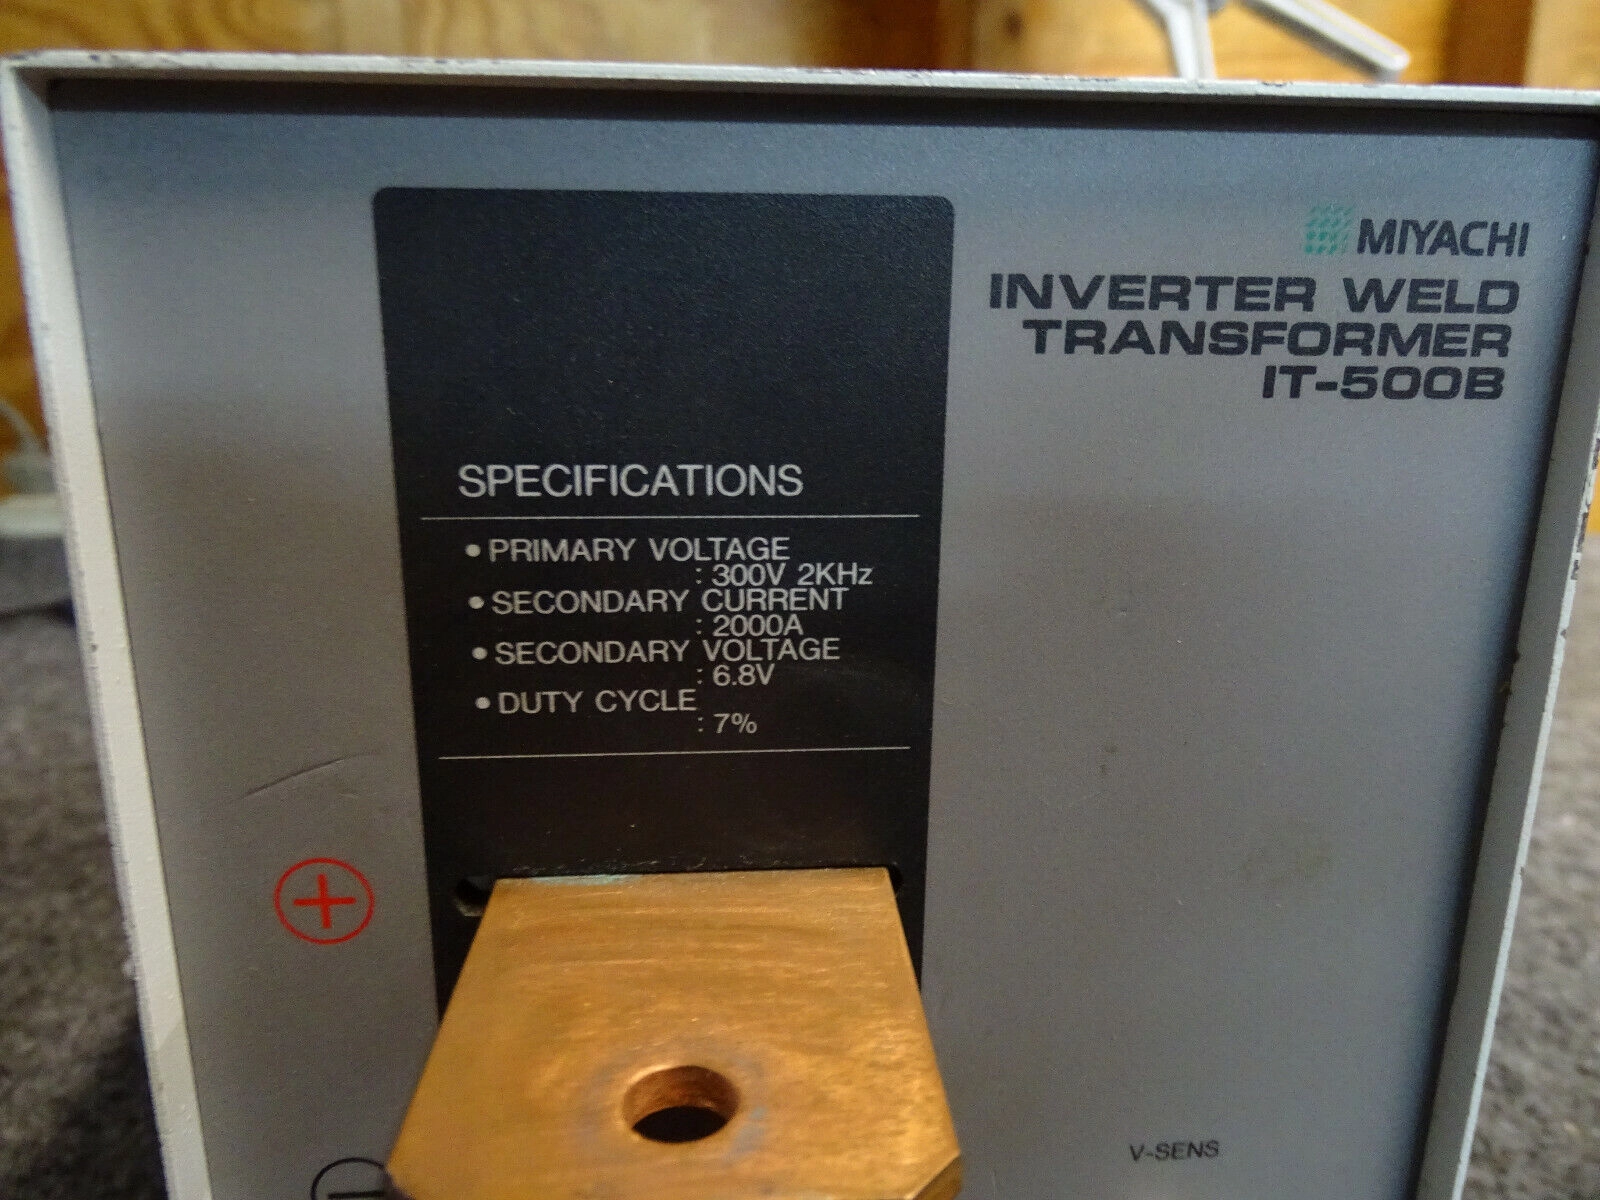 MIYACHI
INVERTER WELD
TRANSFORMER
IT-500B
SPECIFICATIONS
• PRIMARY VOLTAGE
: 300V 2KHz
• SECONDARY CURRENT
: 2000A
• SECONDARY VOLTAGE
: 6.8V
• DUTY CYCLE
: 7%
+
V-SENS